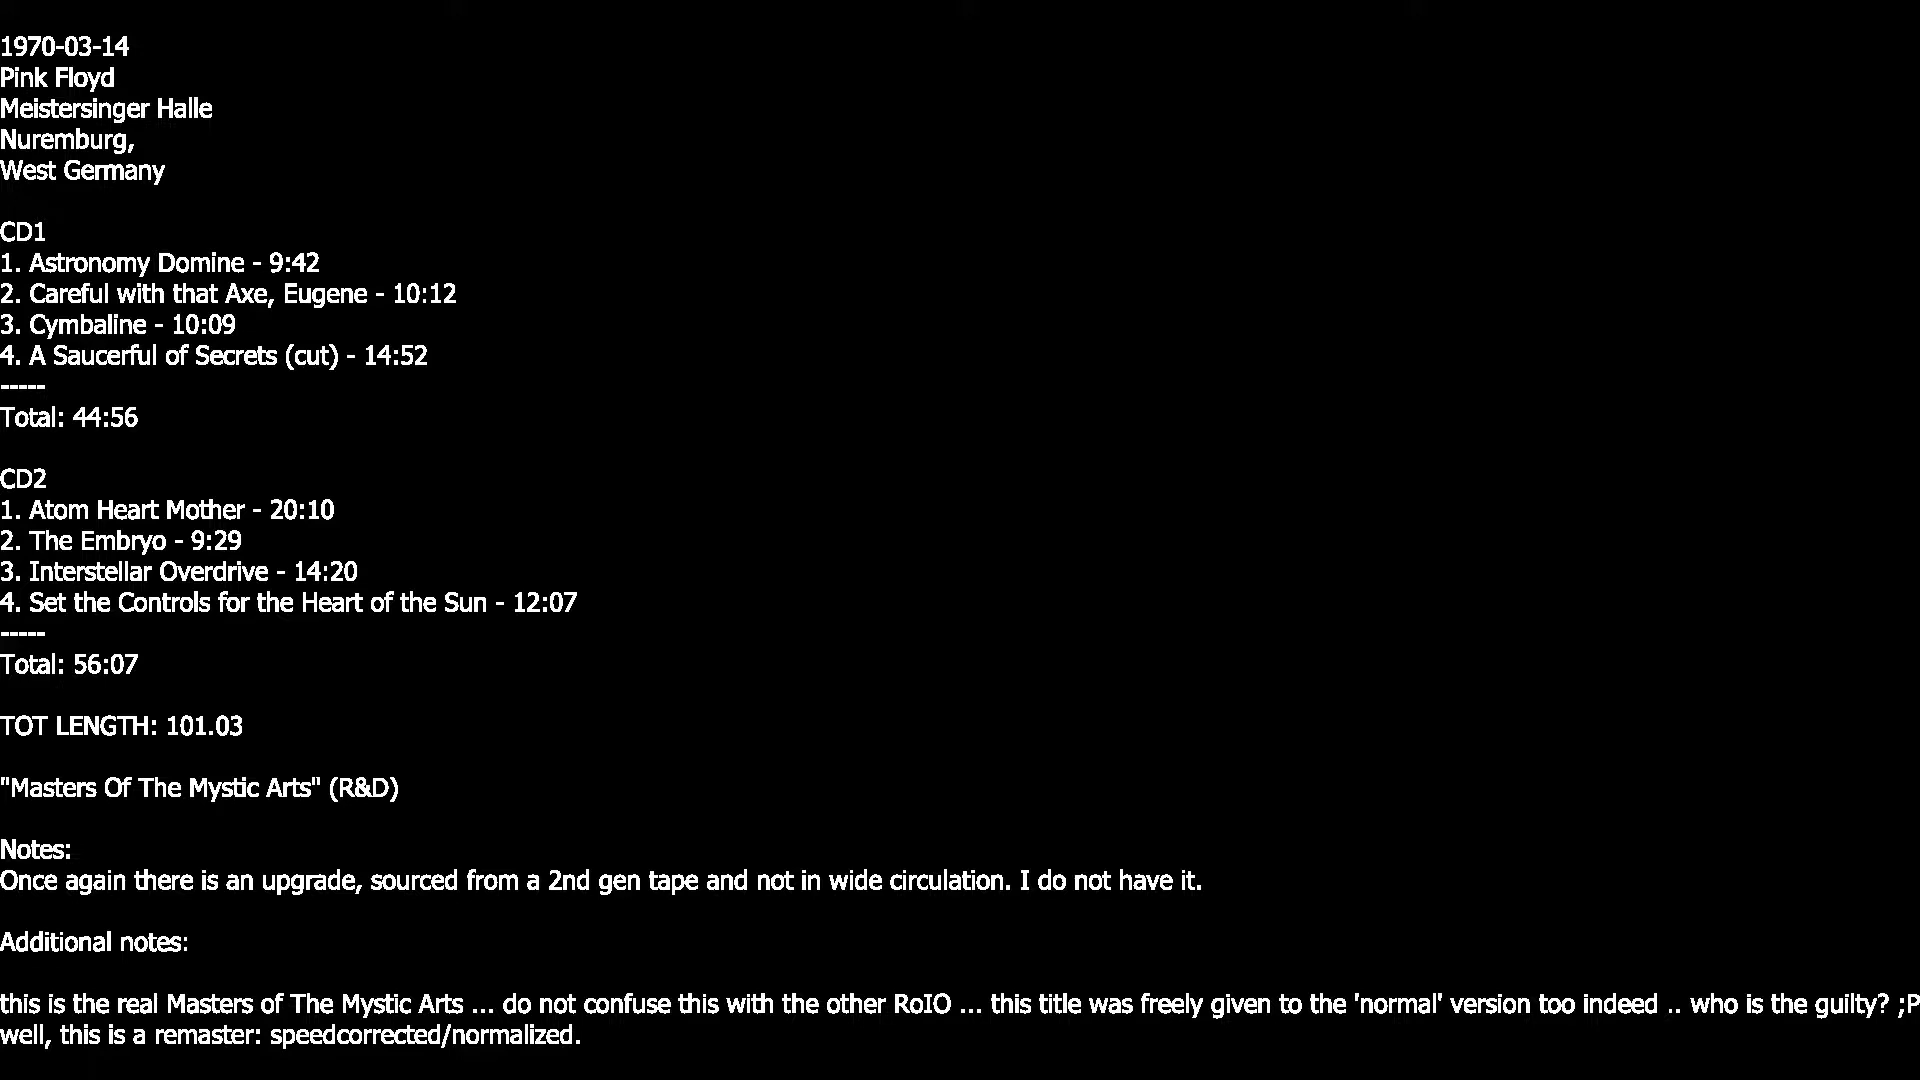 1970-03-14
Pink Floyd
Meistersinger Halle
Nuremburg,
West Germany
CD1
1. Astronomy Domine - 9:42
2. Careful with that Axe, Eugene - 10:12
3. Cymbaline - 10:09
4. A Saucerful of Secrets (cut) - 14:52
-----
Total: 44:56
CD2
1. Atom Heart Mother - 20:10
2. The Embryo - 9:29
3. Interstellar Overdrive - 14:20
4. Set the Controls for the Heart of the Sun - 12:07
-----
Total: 56:07
TOT LENGTH: 101.03
"Masters Of The Mystic Arts" (R&D)
Notes:
Once again there is an upgrade, sourced from a 2nd gen tape and not in wide circulation. I do not have it.
Additional notes:
this is the real Masters of The Mystic Arts ... do not confuse this with the other RoIO ... this title was freely given to the 'normal' version too indeed .. who is the guilty? ;P
well, this is a remaster: speedcorrected/normalized.